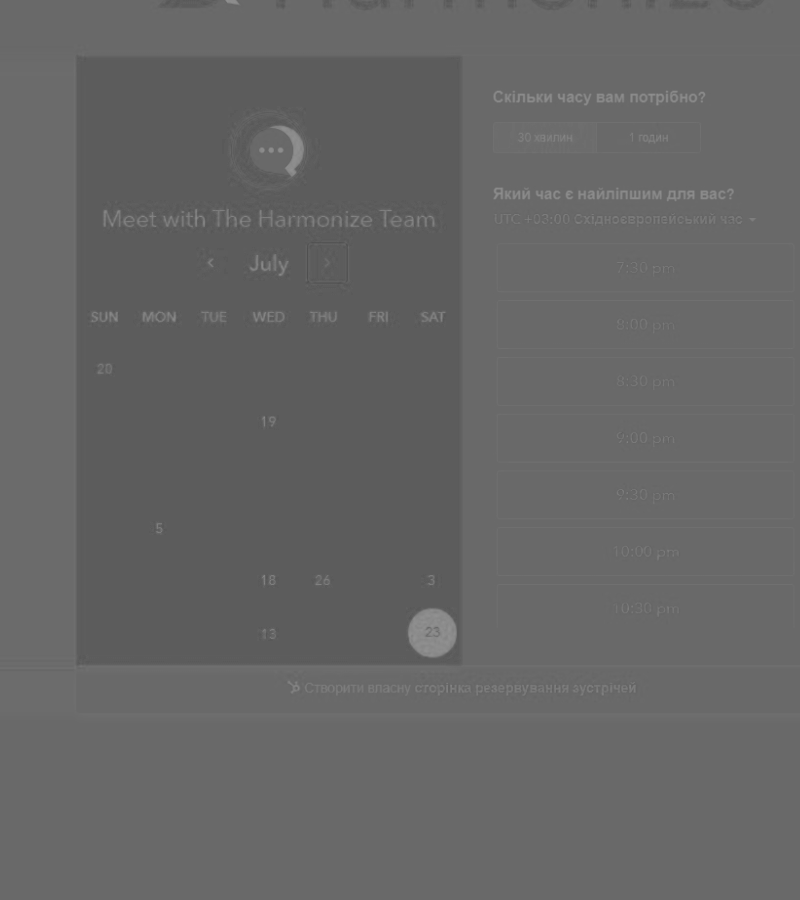 Harmonize
Скільки часу вам потрібно?
30 хвилин 1 годин
Meet with The Harmonize Team
Який час є найліпшим для вас?
UTC +03:00 Східноєвропейський час
July
7:30 pm
SUN MON TUE WED THU FRI SAT
8:00 pm
20
8:30 pm
19
9:00 pm
9:30 pm
5
10:00 pm
18 26 3
10:30 pm
13 23
Створити власну сторінка резервування зустрічей